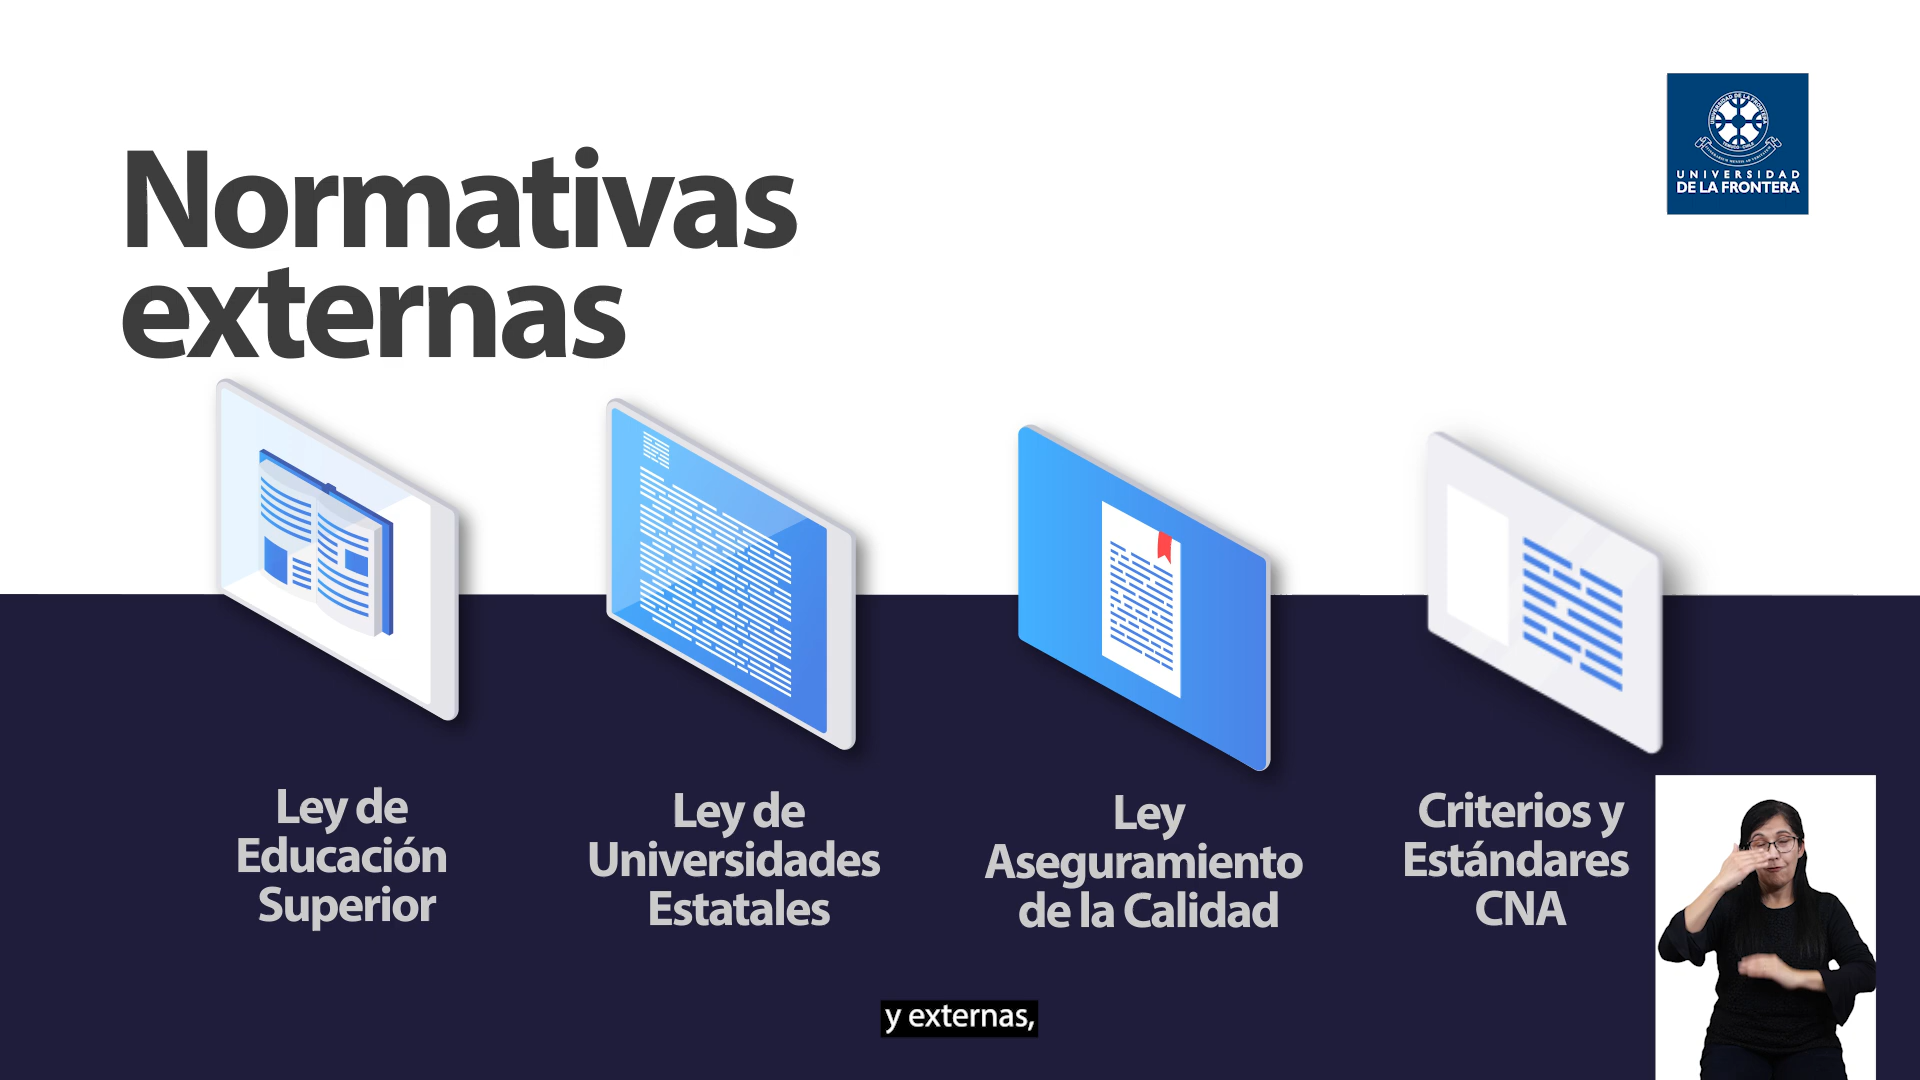 Normativas
externas
UNIVERSIDAD
DE LA FRONTERA
Ley de
Educación
Superior
Ley de
Universidades
Estatales
Ley
Aseguramiento
de la Calidad
Criterios y
Estándares
CNA
y externas,